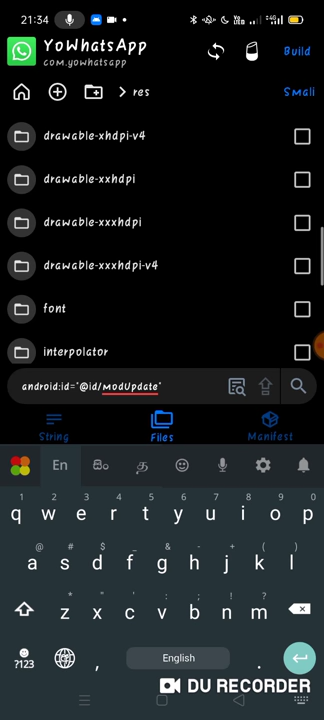 21:34
YoWhatsApp
com.yowhatsapp
Build
res
Smali
drawable-xhdpi-v4
drawable-xxhdpi
drawable-xxxhdpi
drawable-xxxhdpi-v4
font
interpolator
android:id="@id/modUpdate"
String
Files
Manifest
En සිං த
1 2 3 4 5 6 7 8 9 0
q w e r t y u i o p
@ # $ _ & - + ( )
a s d f g h j k l
* " ' : ; ! ?
z x c v b n m
?123 , English .
DU RECORDER